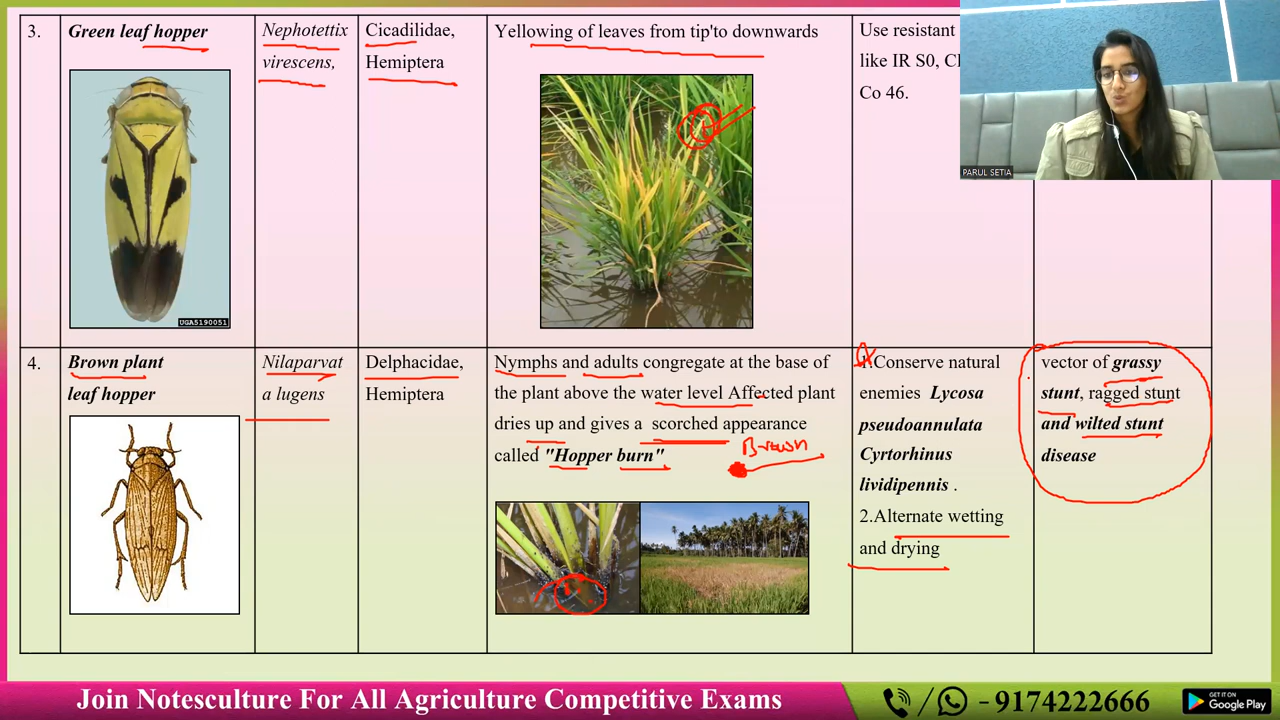 3.
Green leaf hopper
Nephotettix
virescens,
Cicadilidae,
Hemiptera
Yellowing of leaves from tip'to downwards
Use resistant
like IR S0,
Co 46.
UGA5190051
PARUL SETIA
4.
Brown plant
leaf hopper
Nilaparvat
a lugens
Delphacidae,
Hemiptera
Nymphs and adults congregate at the base of
the plant above the water level Affected plant
dries up and gives a scorched appearance
called "Hopper burn"
Brown
1.Conserve natural
enemies Lycosa
pseudoannulata
Cyrtorhinus
lividipennis .
2.Alternate wetting
and drying
vector of grassy
stunt, ragged stunt
and wilted stunt
disease
Join Notesculture For All Agriculture Competitive Exams
/ - 9174222666
GET IT ON
Google Play